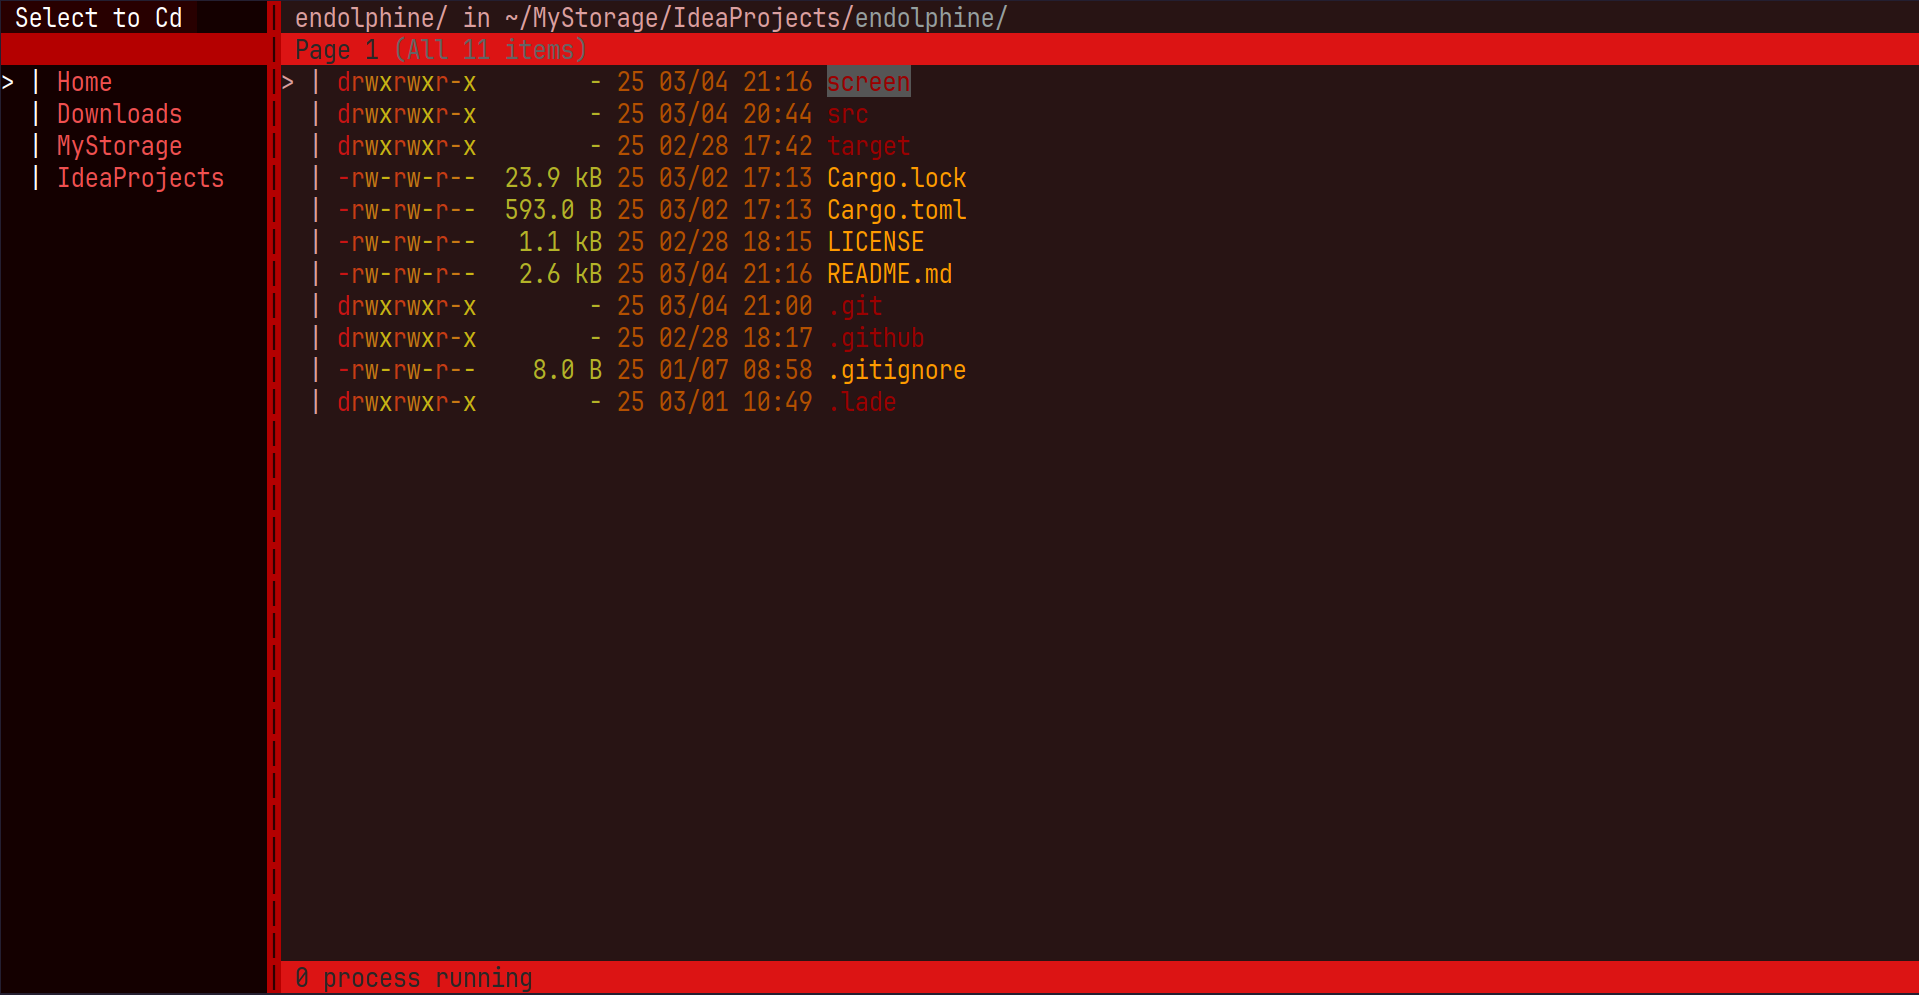 Select to Cd
> | Home
| Downloads
| MyStorage
| IdeaProjects
endolphine/ in ~/MyStorage/IdeaProjects/endolphine/
Page 1 (All 11 items)
> | drwxrwxr-x - 25 03/04 21:16 screen
| drwxrwxr-x - 25 03/04 20:44 src
| drwxrwxr-x - 25 02/28 17:42 target
| -rw-rw-r-- 23.9 kB 25 03/02 17:13 Cargo.lock
| -rw-rw-r-- 593.0 B 25 03/02 17:13 Cargo.toml
| -rw-rw-r-- 1.1 kB 25 02/28 18:15 LICENSE
| -rw-rw-r-- 2.6 kB 25 03/04 21:16 README.md
| drwxrwxr-x - 25 03/04 21:00 .git
| drwxrwxr-x - 25 02/28 18:17 .github
| -rw-rw-r-- 8.0 B 25 01/07 08:58 .gitignore
| drwxrwxr-x - 25 03/01 10:49 .lade
0 process running